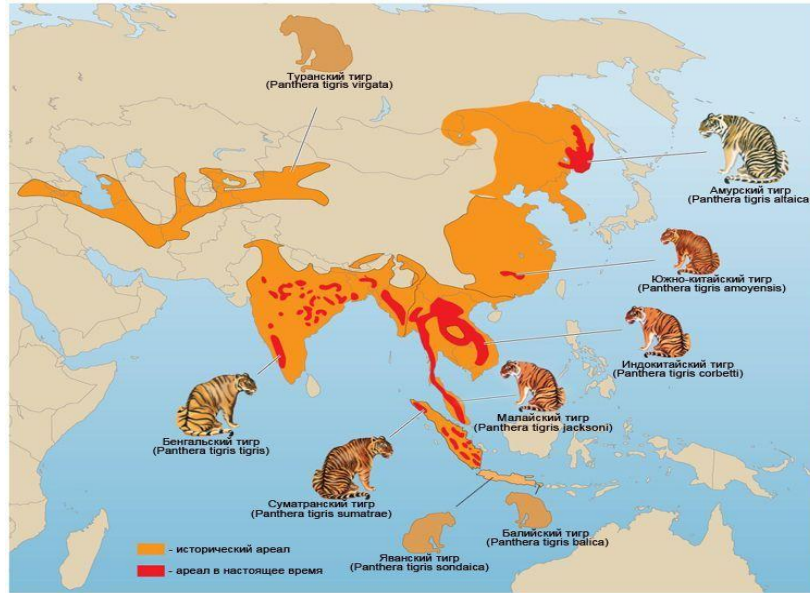 Туранский тигр
(Panthera tigris virgata)
Амурский тигр
(Panthera tigris altaica
Южно-китайский тигр
(Panthera tigris amoyensis)
Индокитайский тигр
(Panthera tigris corbetti)
Малайский тигр
(Panthera tigris jacksoni)
Бенгальский тигр
(Panthera tigris tigris)
Суматранский тигр
(Panthera tigris sumatrae)
Балийский тигр
(Panthera tigris balica)
Яванский тигр
(Panthera tigris sondaica)
- исторический ареал
- ареал в настоящее время